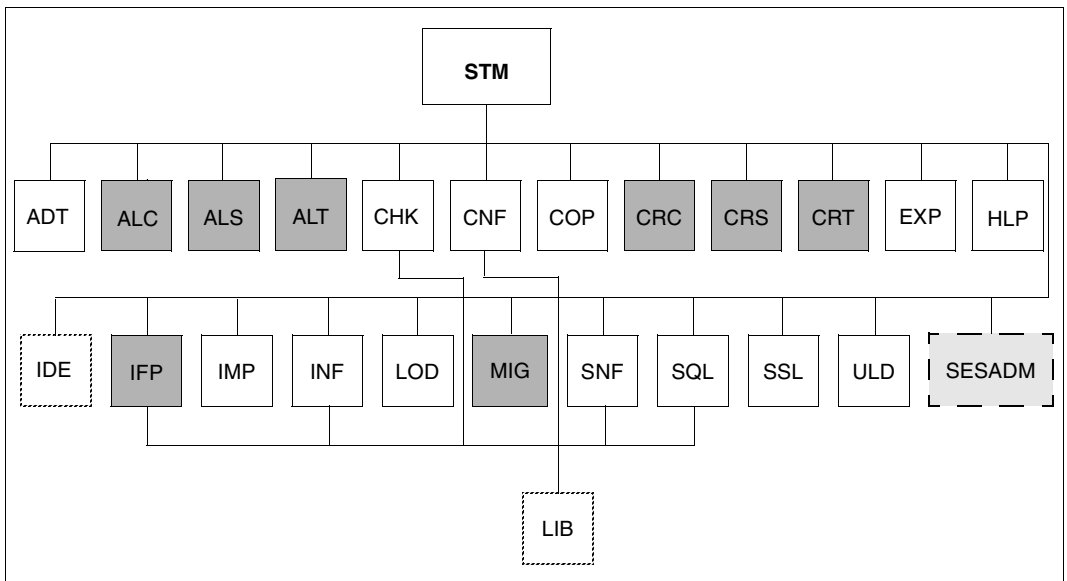 STM
ADT ALC ALS ALT CHK CNF COP CRC CRS CRT EXP HLP
IDE IFP IMP INF LOD MIG SNF SQL SSL ULD SESADM
LIB